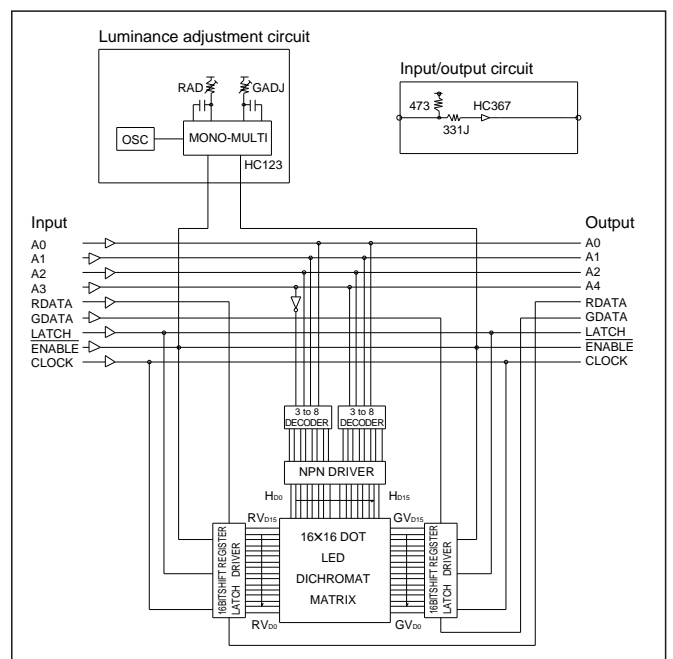 Luminance adjustment circuit
RAD
GADJ
OSC
MONO-MULTI
HC123
Input/output circuit
473
HC367
331J
Input
Output
A0
A0
A1
A1
A2
A2
A3
A4
RDATA
RDATA
GDATA
GDATA
LATCH
LATCH
ENABLE
ENABLE
CLOCK
CLOCK
3 to 8
DECODER
3 to 8
DECODER
NPN DRIVER
HD0
HD15
RVD15
GVD15
16BITSHIFT REGISTER
LATCH DRIVER
16×16 DOT
LED
DICHROMAT
MATRIX
16BITSHIFT REGISTER
LATCH DRIVER
RVD0
GVD0